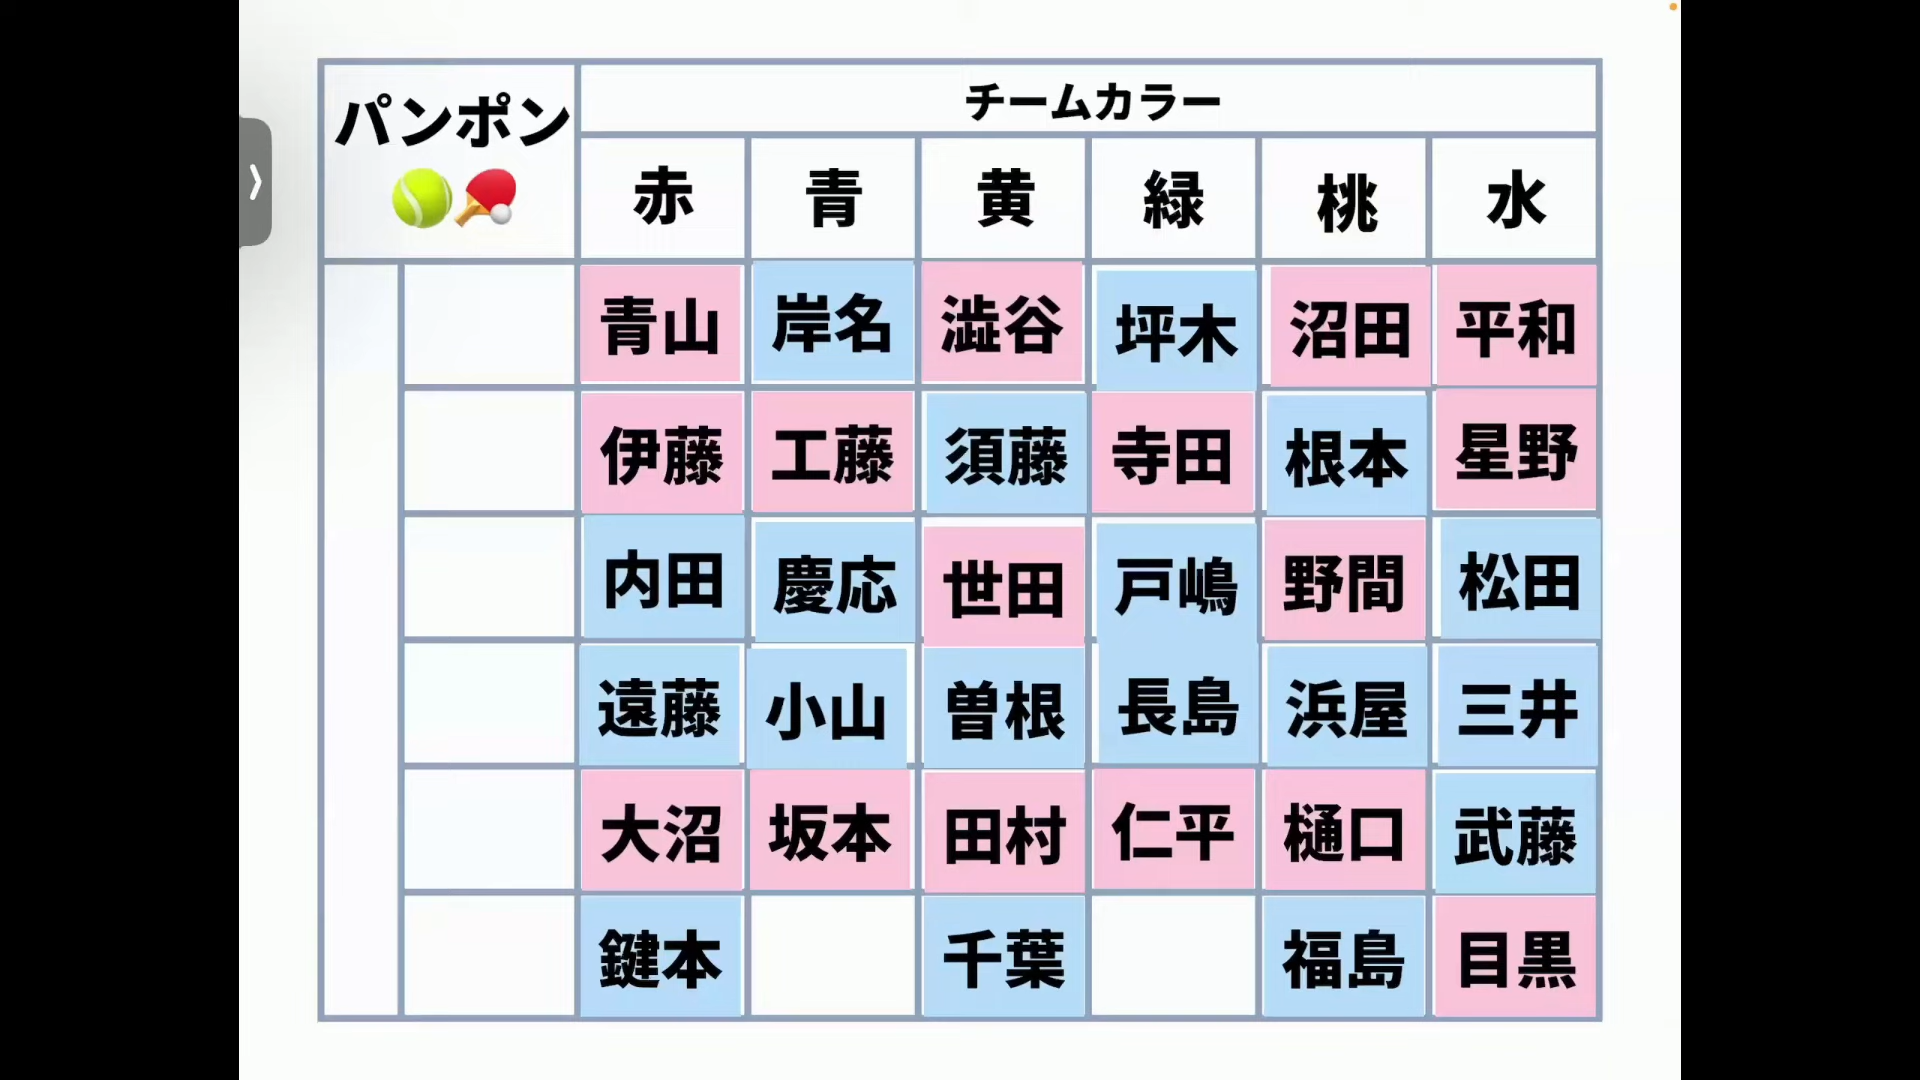 パンポン
チームカラー
赤 青 黄 緑 桃 水
青山 岸名 澁谷 坪木 沼田 平和
伊藤 工藤 須藤 寺田 根本 星野
内田 慶応 世田 戸嶋 野間 松田
遠藤 小山 曽根 長島 浜屋 三井
大沼 坂本 田村 仁平 樋口 武藤
鍵本 千葉 福島 目黒